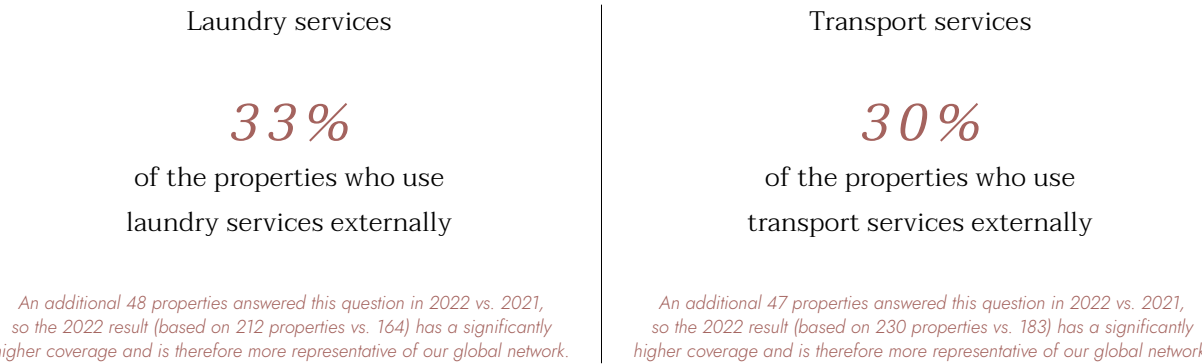 Laundry services
33%
of the properties who use
laundry services externally
An additional 48 properties answered this question in 2022 vs. 2021,
so the 2022 result (based on 212 properties vs. 164) has a significantly
higher coverage and is therefore more representative of our global network.
Transport services
30%
of the properties who use
transport services externally
An additional 47 properties answered this question in 2022 vs. 2021,
so the 2022 result (based on 230 properties vs. 183) has a significantly
higher coverage and is therefore more representative of our global network